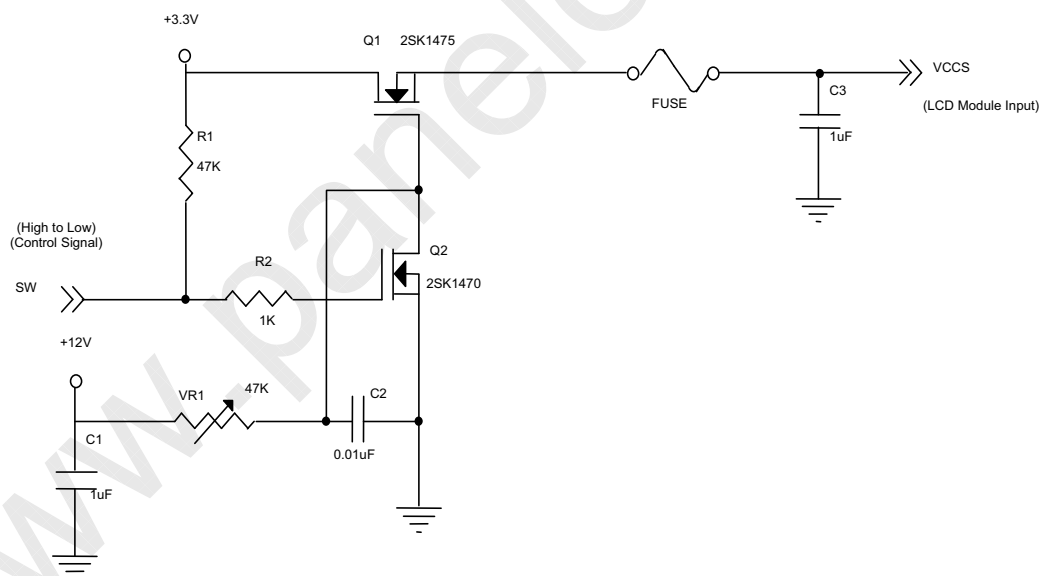 +3.3V
Q1 2SK1475
VCCS
FUSE
C3
(LCD Module Input)
1uF
R1
47K
(High to Low)
(Control Signal)
Q2
R2
2SK1470
SW
1K
+12V
VR1
47K
C2
C1
0.01uF
1uF
www.panelo